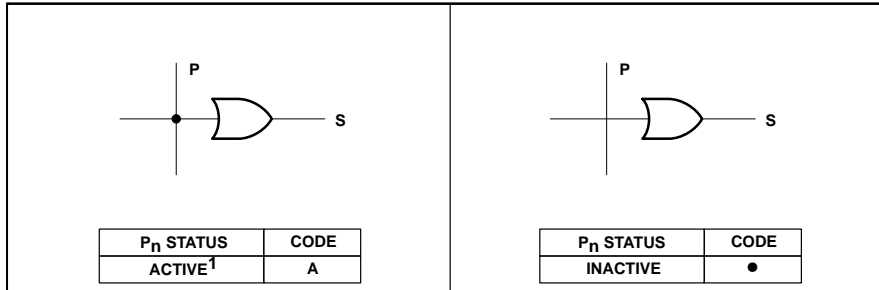 P
S
P
S
Pn STATUS CODE
ACTIVE1 A
Pn STATUS CODE
INACTIVE ●